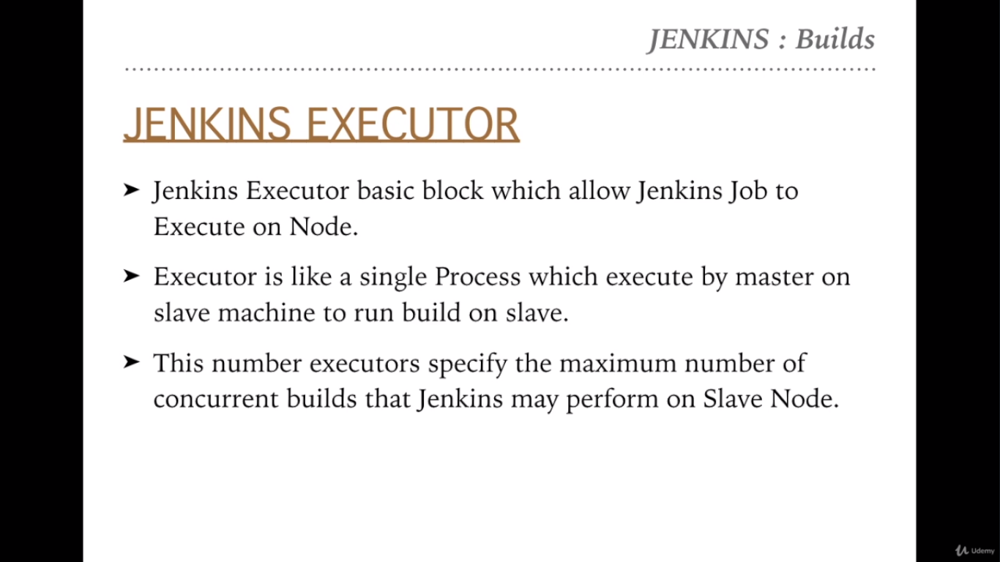 JENKINS : Builds
JENKINS EXECUTOR
➤ Jenkins Executor basic block which allow Jenkins Job to
Execute on Node.
➤ Executor is like a single Process which execute by master on
slave machine to run build on slave.
➤ This number executors specify the maximum number of
concurrent builds that Jenkins may perform on Slave Node.
Udemy